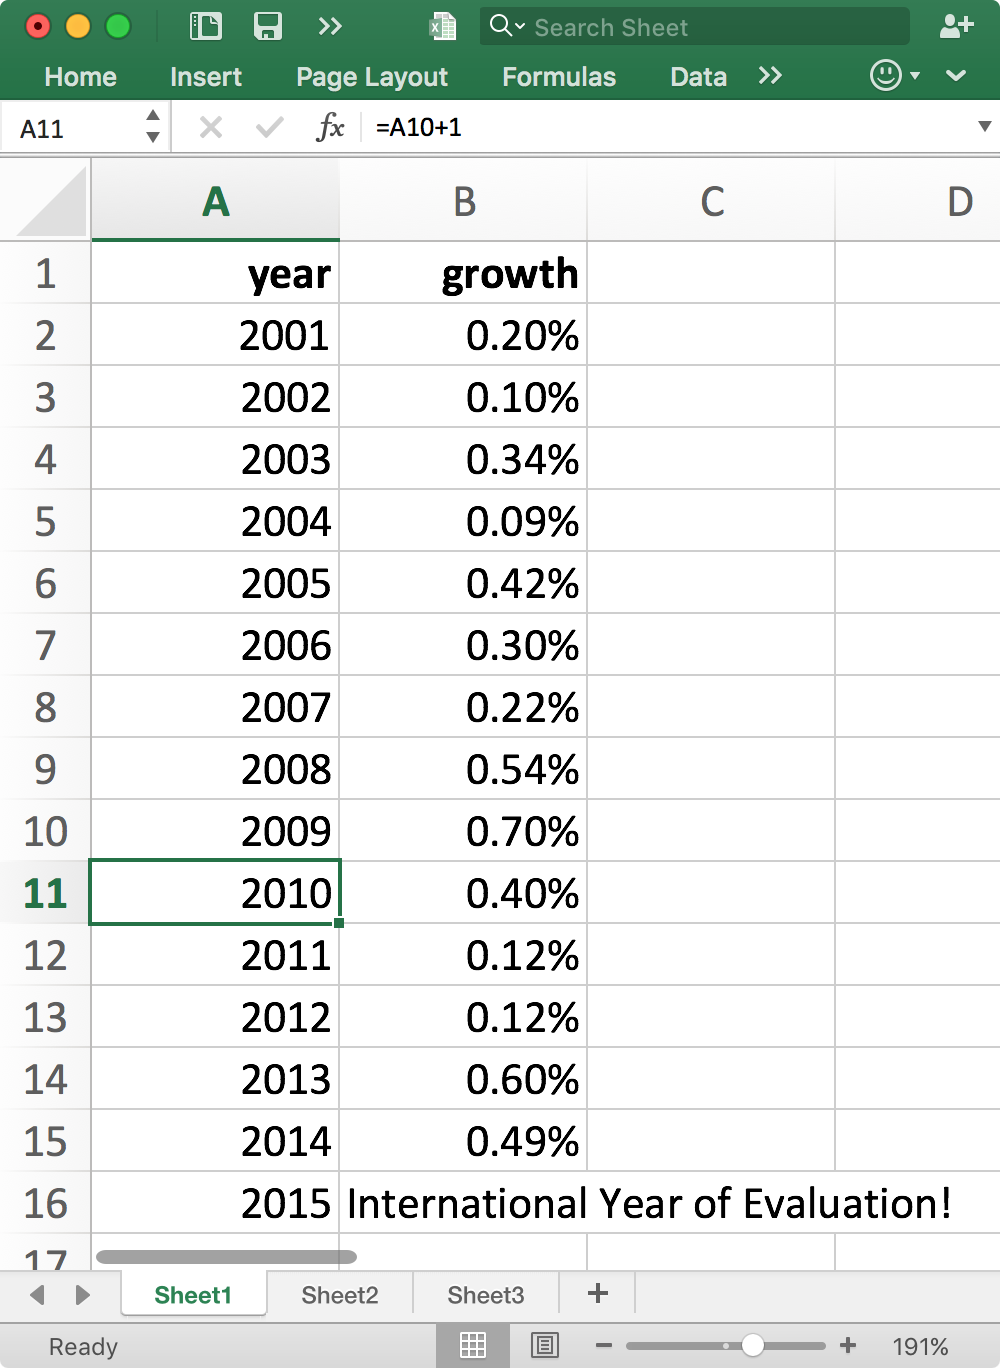 Search Sheet
Home Insert Page Layout Formulas Data
A11 fx =A10+1
A B C D
1 year growth
2 2001 0.20%
3 2002 0.10%
4 2003 0.34%
5 2004 0.09%
6 2005 0.42%
7 2006 0.30%
8 2007 0.22%
9 2008 0.54%
10 2009 0.70%
11 2010 0.40%
12 2011 0.12%
13 2012 0.12%
14 2013 0.60%
15 2014 0.49%
16 2015 International Year of Evaluation!
17
Sheet1 Sheet2 Sheet3 +
Ready 191%